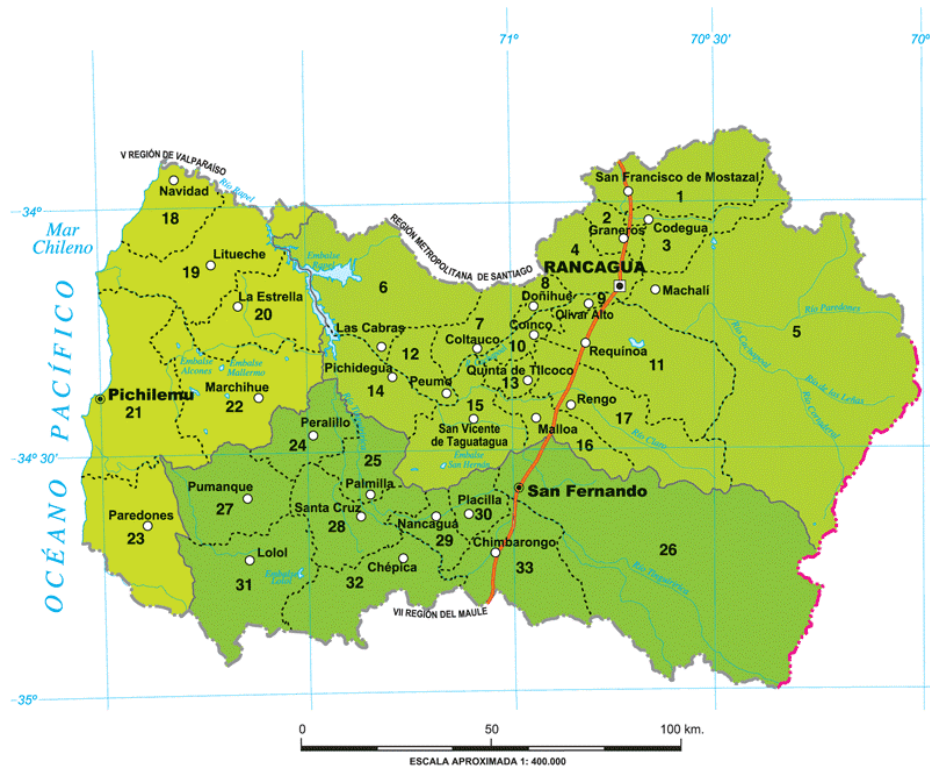 71º
70º 30'
70º
V REGIÓN DE VALPARAÍSO
Río Rapel
Navidad
18
34º
Mar
Chileno
San Francisco de Mostazal
1
2
Graneros
Codegua
3
4
REGIÓN METROPOLITANA DE SANTIAGO
RANCAGUA
Litueche
19
Embalse
Rapel
6
8
Doñihue
9
Olivar Alto
Machalí
La Estrella
20
7
Coltauco
Coinco
10
Río Paredones
5
Las Cabras
12
Río Cachapoal
Requínoa
11
Embalse
Alcones
Embalse
Mallermo
Pichidegua
14
Peumo
Quinta de Tilcoco
13
Río de las Leñas
Río Cortaderal
OCÉANO PACÍFICO
Pichilemu
21
Marchihue
22
15
San Vicente
de Taguatagua
Rengo
17
Malloa
16
Río Claro
Peralillo
24
34º 30'
25
Embalse
San Hernán
Pumanque
27
Palmilla
Santa Cruz
28
Placilla
30
San Fernando
Paredones
23
Nancagua
29
Chimbarongo
33
26
Lolol
31
Embalse
Lolol
Chépica
32
Río Tinguiririca
VII REGIÓN DEL MAULE
-35º
0
50
100 km.
ESCALA APROXIMADA 1: 400.000